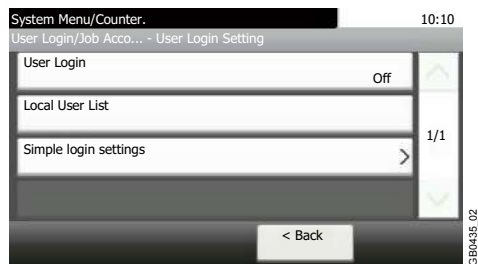 System Menu/Counter.
10:10
User Login/Job Acco... - User Login Setting
User Login
Off
Local User List
1/1
Simple login settings
< Back
GB0435_02